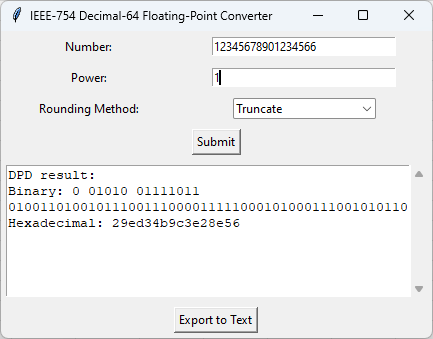 IEEE-754 Decimal-64 Floating-Point Converter
Number: 12345678901234566
Power: 1
Rounding Method: Truncate
Submit
DPD result:
Binary: 0 01010 01111011
01001101001011100111000011111000101000111001010110
Hexadecimal: 29ed34b9c3e28e56
Export to Text